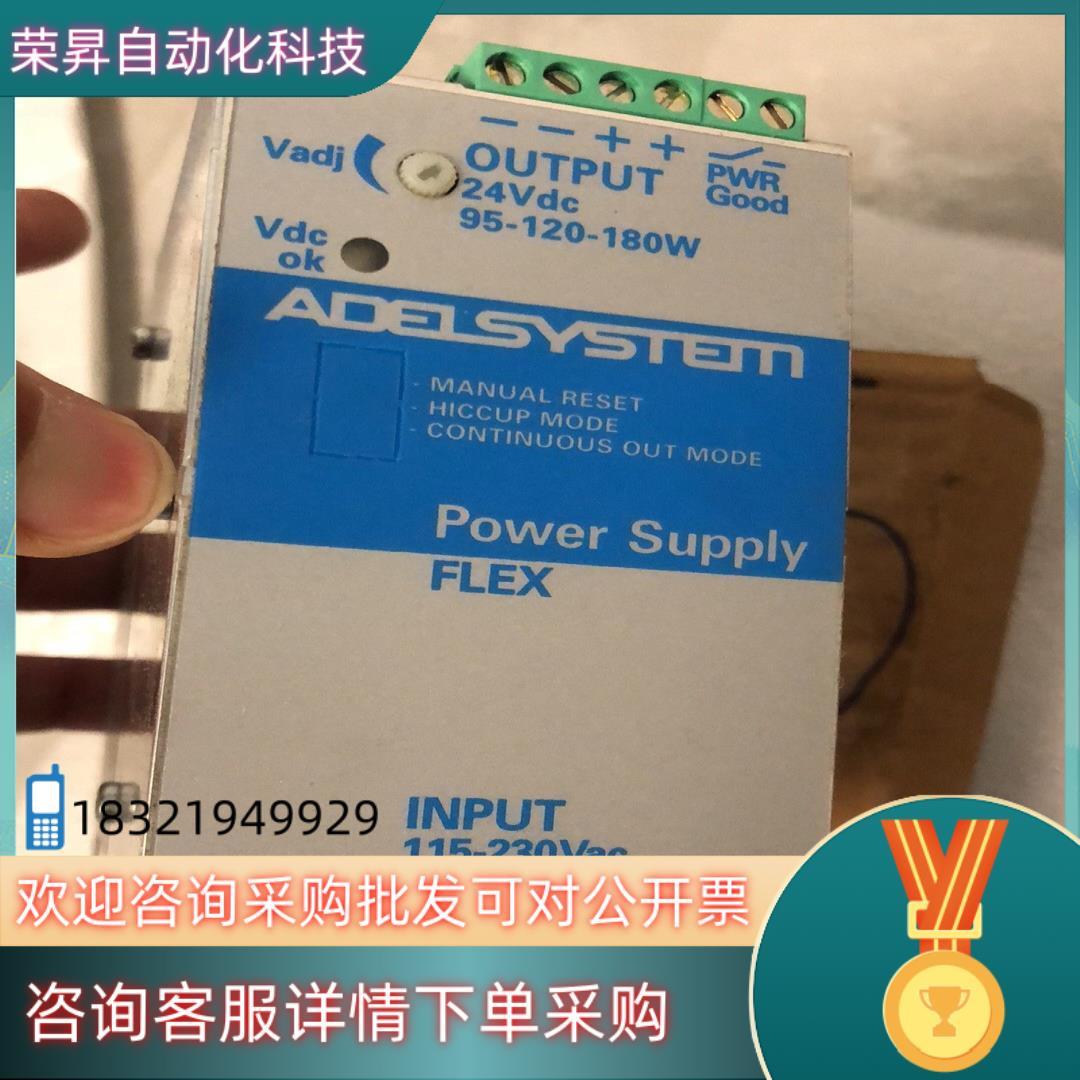 荣昇自动化科技
− − + +
Vadj
OUTPUT
24Vdc
95-120-180W
PWR
Good
Vdc
ok
ADELSYSTEM
- MANUAL RESET
- HICCUP MODE
- CONTINUOUS OUT MODE
Power Supply
FLEX
18321949929
INPUT
115-230Vac
欢迎咨询采购批发可对公开票
咨询客服详情下单采购